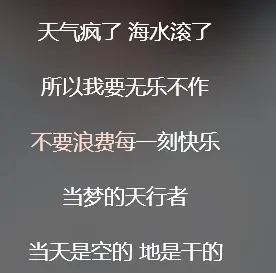 天气疯了 海水滚了
所以我要无乐不作
不要浪费每一刻快乐
当梦的天行者
当天是空的 地是干的